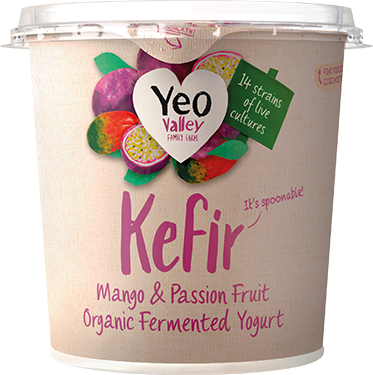 Yeo
Valley
FAMILY FARM
14 strains
of live
cultures
It's spoonable!
Kefir
Mango & Passion Fruit
Organic Fermented Yogurt